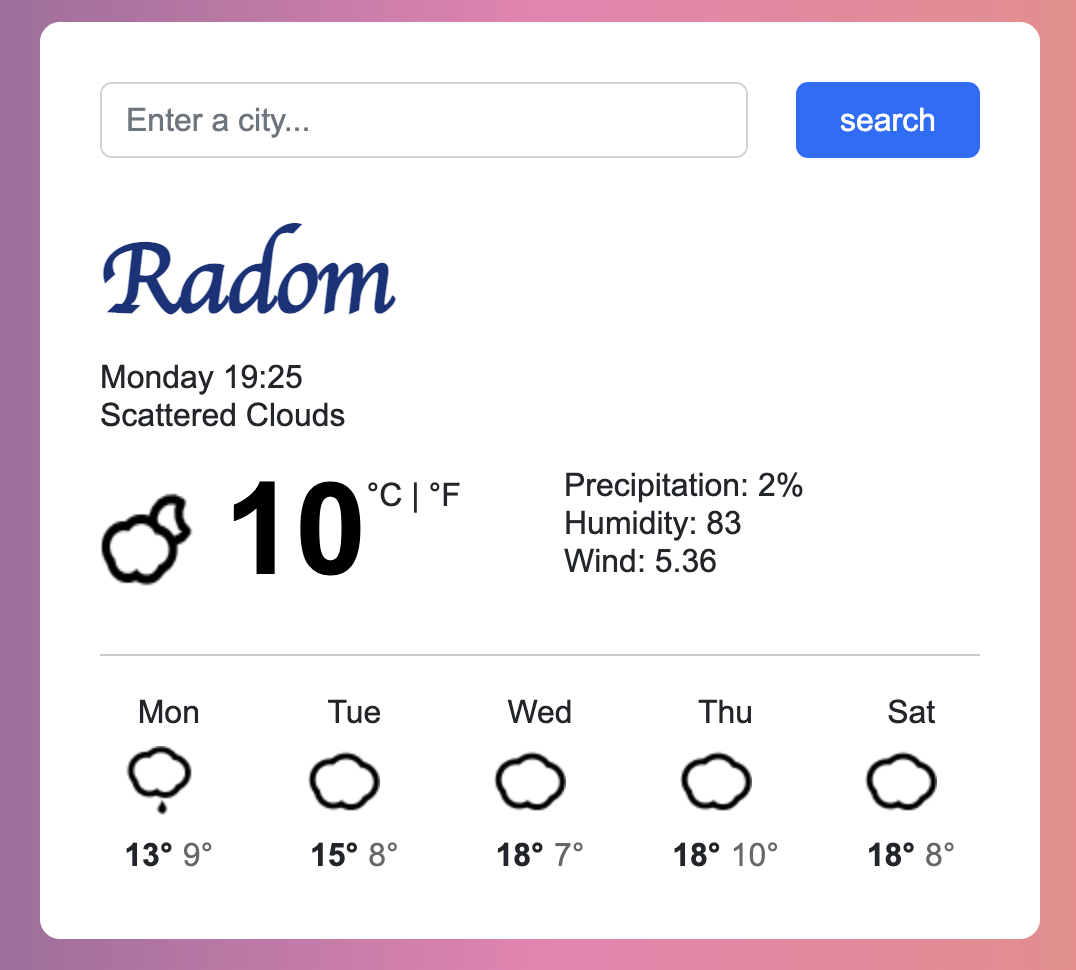 Enter a city...
search
Radom
Monday 19:25
Scattered Clouds
10 °C | °F
Precipitation: 2%
Humidity: 83
Wind: 5.36
Mon Tue Wed Thu Sat
13° 9° 15° 8° 18° 7° 18° 10° 18° 8°